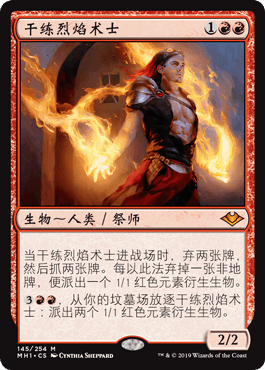 干练烈焰术士 1
生物~人类 / 祭师
当干练烈焰术士进战场时,弃两张牌,
然后抓两张牌。每以此法弃掉一张非地
牌,便派出一个 1/1 红色元素衍生生物。
3,从你的坟墓场放逐干练烈焰术
士:派出两个 1/1 红色元素衍生生物。
2/2
145/254 M
MH1 • CS CYNTHIA SHEPPARD
™ & © 2019 Wizards of the Coast